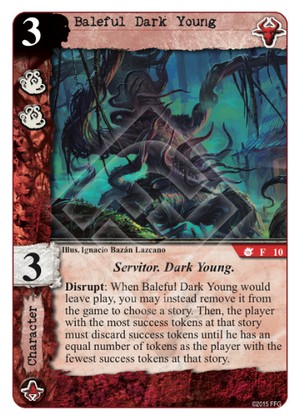 3
Baleful Dark Young
Illus. Ignacio Bazán Lazcano
F 10
3
Servitor. Dark Young.
Disrupt: When Baleful Dark Young would
leave play, you may instead remove it from
the game to choose a story. Then, the player
with the most success tokens at that story
must discard success tokens until he has an
equal number of tokens as the player with the
fewest success tokens at that story.
Character
©2015 FFG